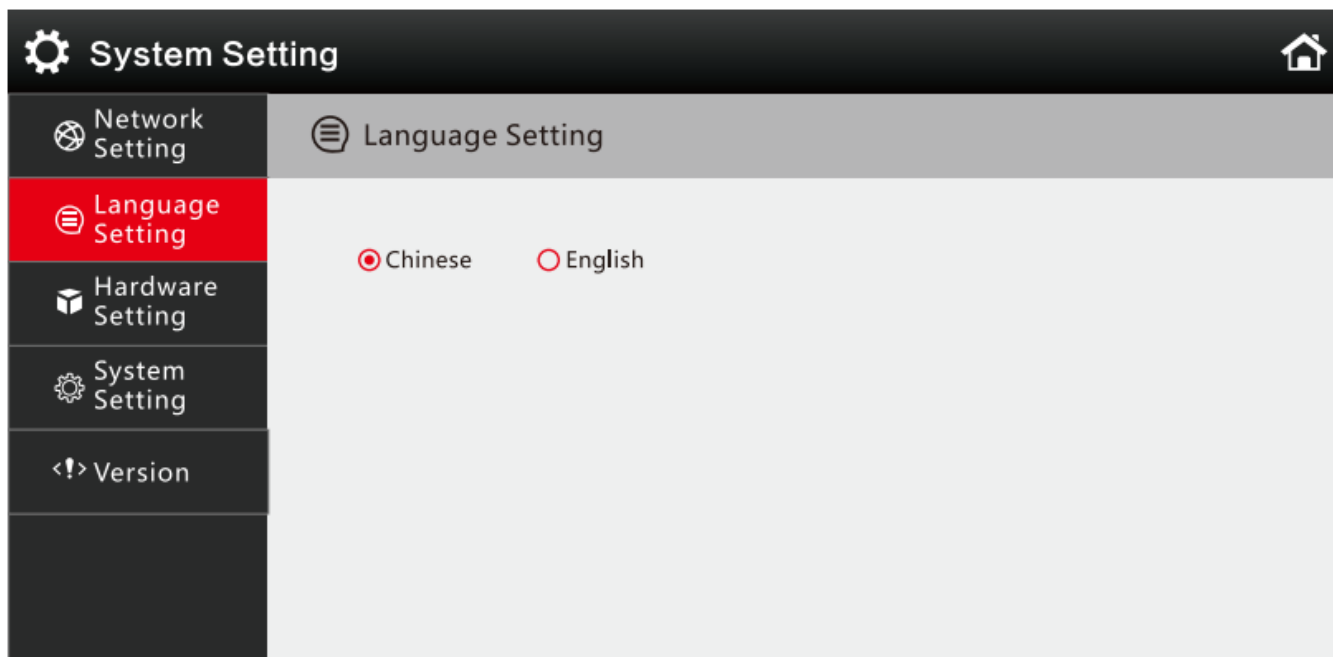 System Setting
Network
Setting
Language Setting
Language
Setting
Chinese
English
Hardware
Setting
System
Setting
Version